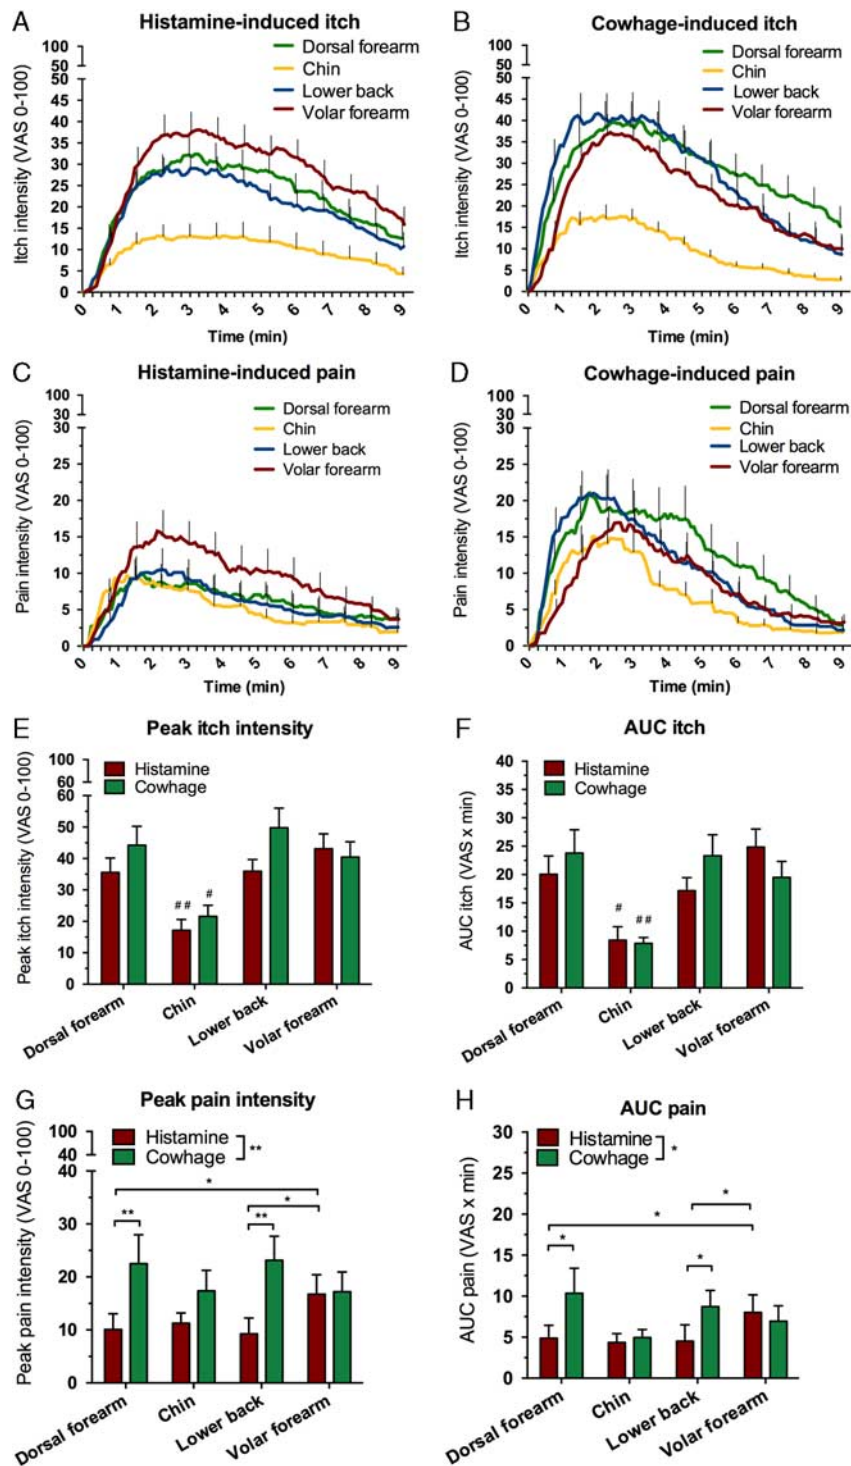 A Histamine-induced itch
Itch intensity (VAS 0-100)
100
50
50
45
40
35
30
25
20
15
10
5
0
Dorsal forearm
Chin
Lower back
Volar forearm
0 1 2 3 4 5 6 7 8 9
Time (min)
B Cowhage-induced itch
Itch intensity (VAS 0-100)
100
50
50
45
40
35
30
25
20
15
10
5
0
Dorsal forearm
Chin
Lower back
Volar forearm
0 1 2 3 4 5 6 7 8 9
Time (min)
C Histamine-induced pain
Pain intensity (VAS 0-100)
100
30
30
25
20
15
10
5
0
Dorsal forearm
Chin
Lower back
Volar forearm
0 1 2 3 4 5 6 7 8 9
Time (min)
D Cowhage-induced pain
Pain intensity (VAS 0-100)
100
30
30
25
20
15
10
5
0
Dorsal forearm
Chin
Lower back
Volar forearm
0 1 2 3 4 5 6 7 8 9
Time (min)
E Peak itch intensity
Peak itch intensity (VAS 0-100)
100
60
60
50
40
30
20
10
0
Histamine
Cowhage
## #
Dorsal forearm Chin Lower back Volar forearm
F AUC itch
AUC itch (VAS x min)
40
35
30
25
20
15
10
5
0
Histamine
Cowhage
# ##
Dorsal forearm Chin Lower back Volar forearm
G Peak pain intensity
Peak pain intensity (VAS 0-100)
100
40
40
30
20
10
0
Histamine
Cowhage
**
*
** ** *
Dorsal forearm Chin Lower back Volar forearm
H AUC pain
AUC pain (VAS x min)
30
25
20
15
10
5
0
Histamine
Cowhage
*
*
*
* *
Dorsal forearm Chin Lower back Volar forearm